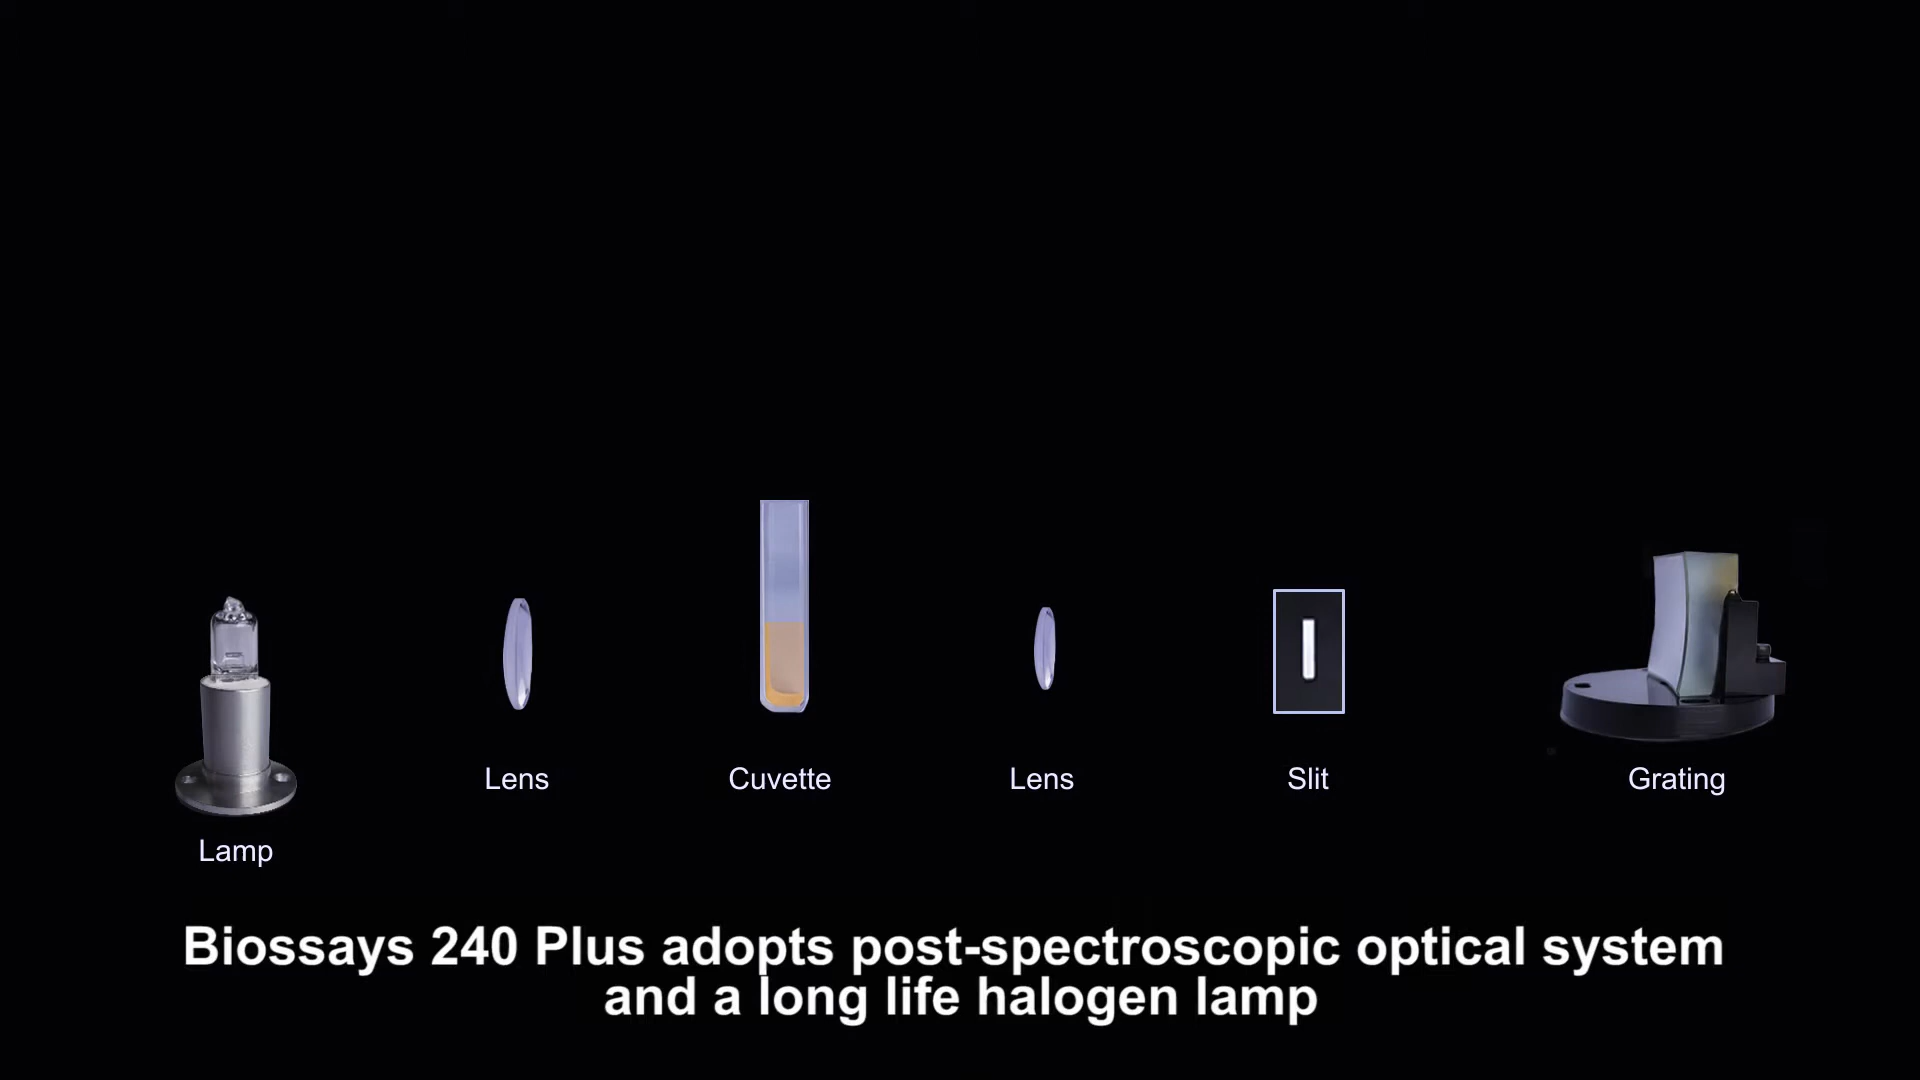 Lens
Cuvette
Lens
Slit
Grating
Lamp
Biossays 240 Plus adopts post-spectroscopic optical system
and a long life halogen lamp